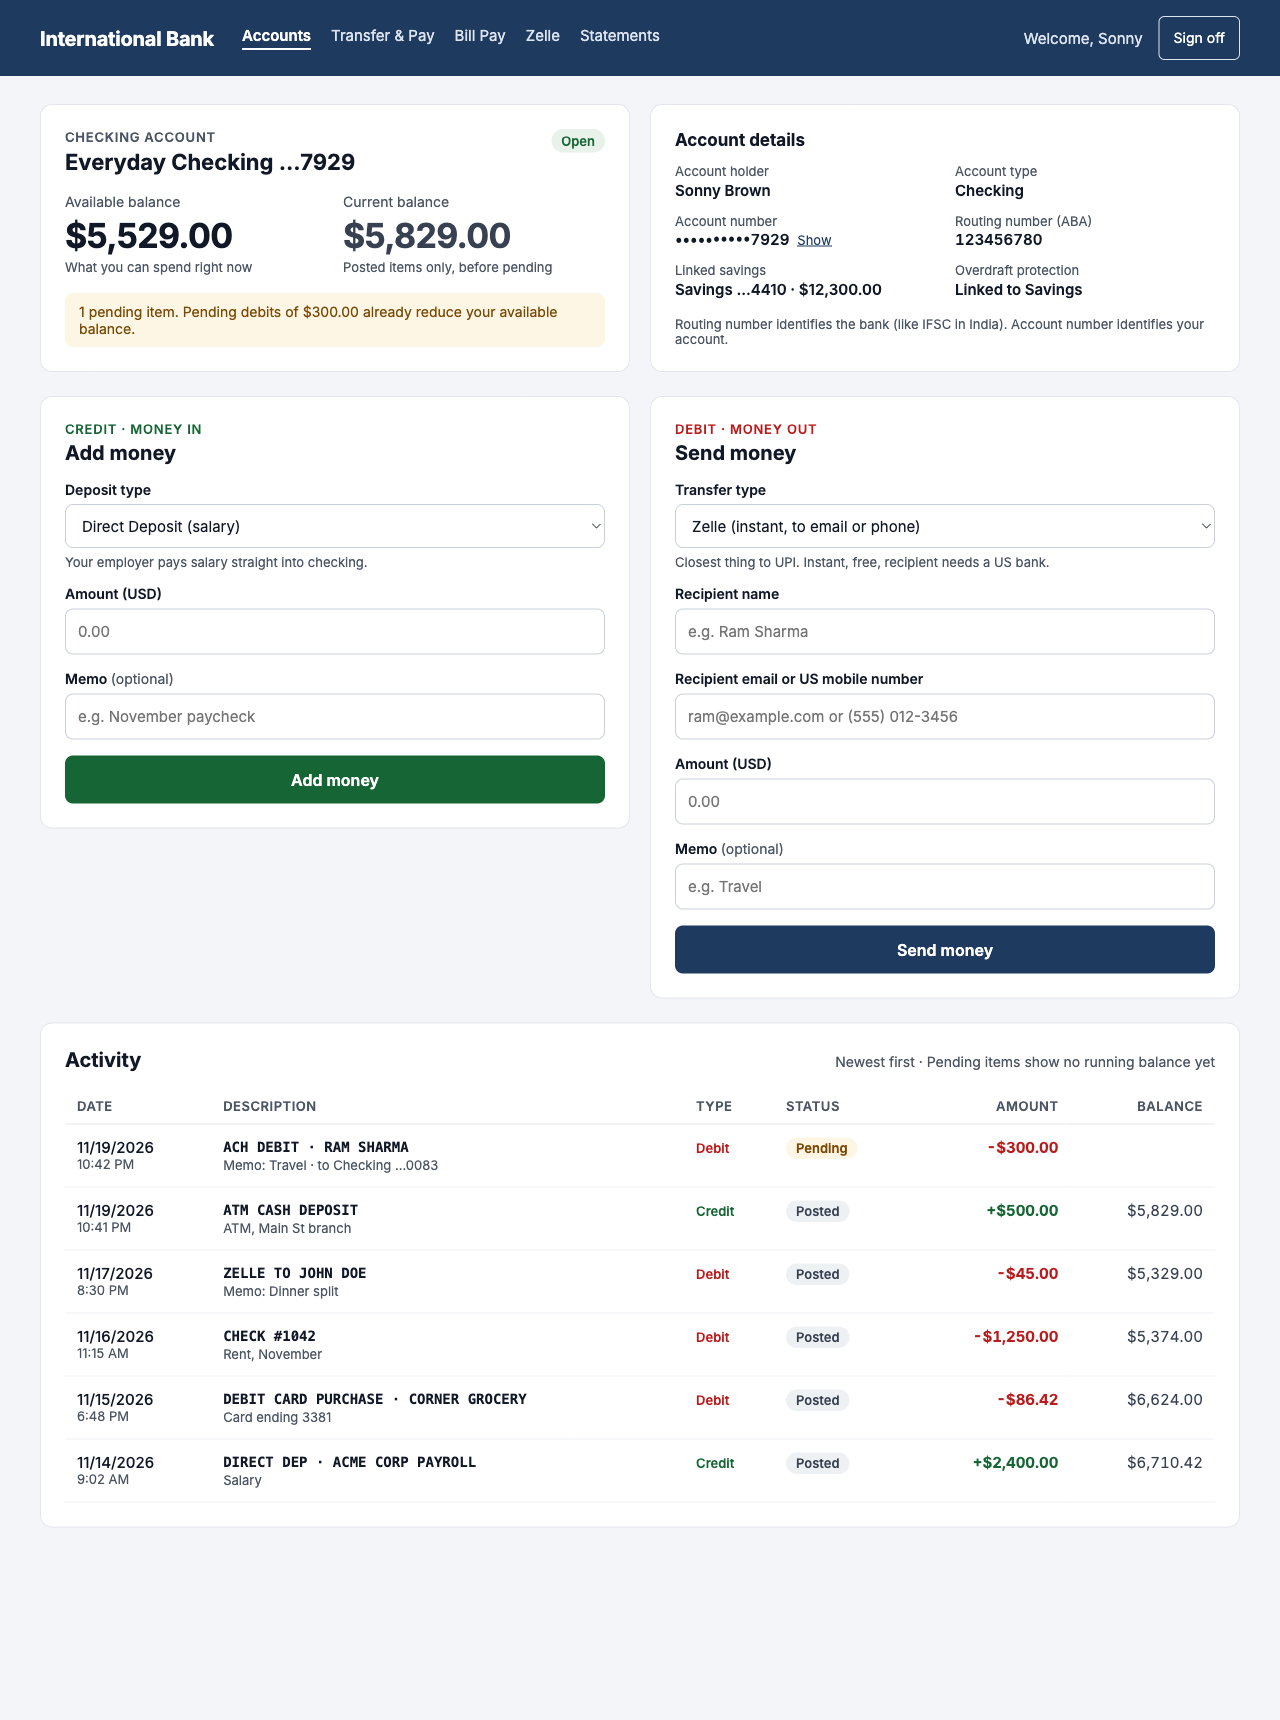 International Bank
Accounts
Transfer & Pay
Bill Pay
Zelle
Statements
Welcome, Sonny
Sign off
CHECKING ACCOUNT
Open
Everyday Checking ...7929
Available balance
$5,529.00
What you can spend right now
Current balance
$5,829.00
Posted items only, before pending
1 pending item. Pending debits of $300.00 already reduce your available
balance.
Account details
Account holder
Sonny Brown
Account type
Checking
Account number
••••••••••7929 Show
Routing number (ABA)
123456780
Linked savings
Savings ...4410 · $12,300.00
Overdraft protection
Linked to Savings
Routing number identifies the bank (like IFSC in India). Account number identifies your
account.
CREDIT · MONEY IN
Add money
Deposit type
Direct Deposit (salary)
Your employer pays salary straight into checking.
Amount (USD)
0.00
Memo (optional)
e.g. November paycheck
Add money
DEBIT · MONEY OUT
Send money
Transfer type
Zelle (instant, to email or phone)
Closest thing to UPI. Instant, free, recipient needs a US bank.
Recipient name
e.g. Ram Sharma
Recipient email or US mobile number
ram@example.com or (555) 012-3456
Amount (USD)
0.00
Memo (optional)
e.g. Travel
Send money
Activity
Newest first · Pending items show no running balance yet
DATE DESCRIPTION TYPE STATUS AMOUNT BALANCE
11/19/2026 ACH DEBIT · RAM SHARMA Debit Pending -$300.00
10:42 PM Memo: Travel · to Checking ...0083
11/19/2026 ATM CASH DEPOSIT Credit Posted +$500.00 $5,829.00
10:41 PM ATM, Main St branch
11/17/2026 ZELLE TO JOHN DOE Debit Posted -$45.00 $5,329.00
8:30 PM Memo: Dinner split
11/16/2026 CHECK #1042 Debit Posted -$1,250.00 $5,374.00
11:15 AM Rent, November
11/15/2026 DEBIT CARD PURCHASE · CORNER GROCERY Debit Posted -$86.42 $6,624.00
6:48 PM Card ending 3381
11/14/2026 DIRECT DEP · ACME CORP PAYROLL Credit Posted +$2,400.00 $6,710.42
9:02 AM Salary